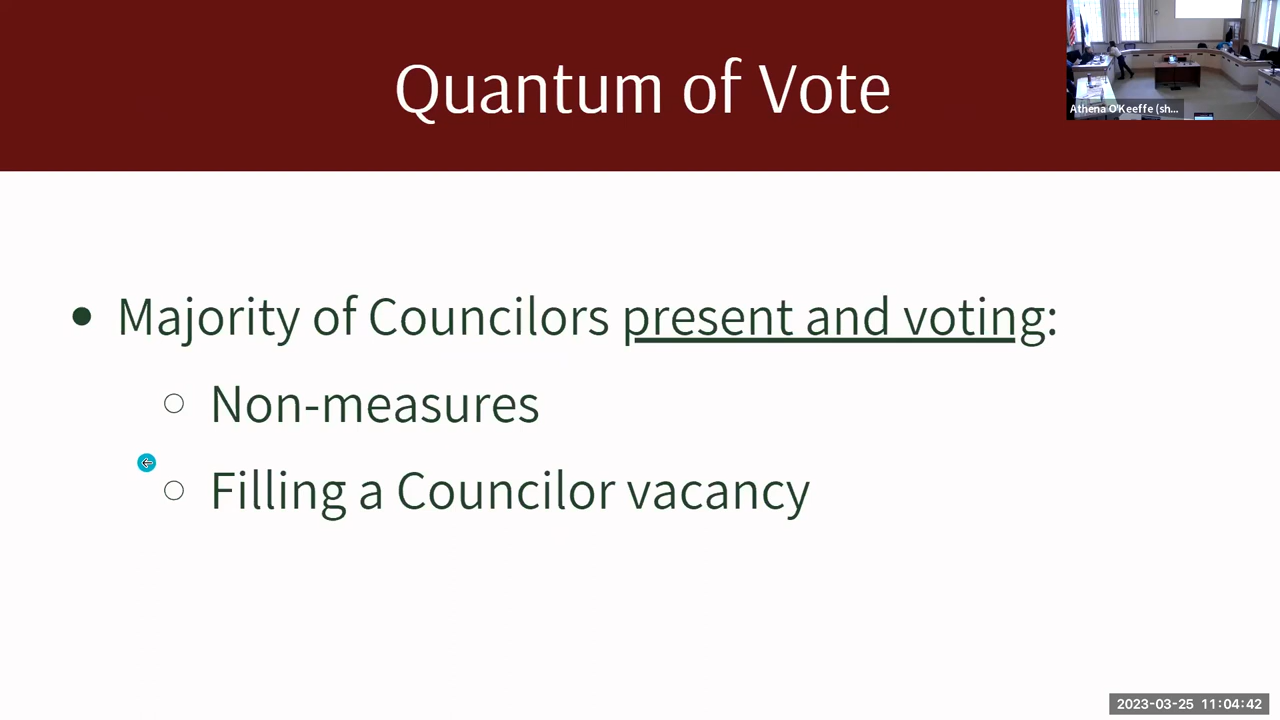 Quantum of Vote
Athena O'Keeffe (sh...
Majority of Councilors present and voting:
Non-measures
Filling a Councilor vacancy
2023-03-25 11:04:42